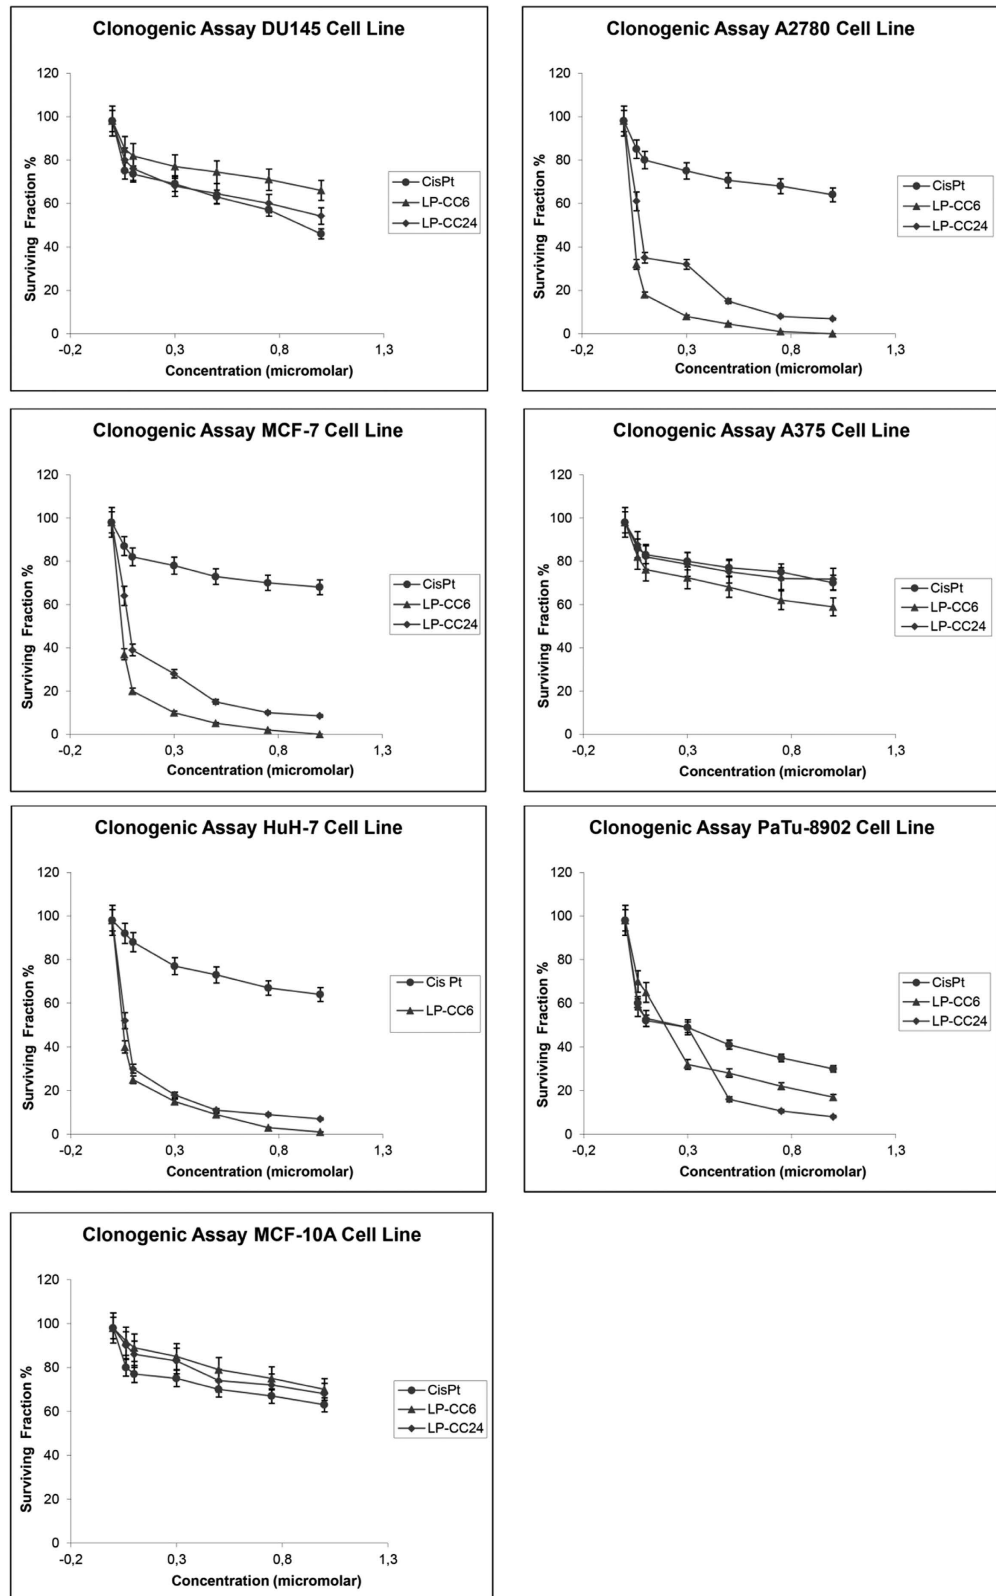 Clonogenic Assay DU145 Cell Line
120
100
80
60
40
20
0
Surviving Fraction %
-0,2
0,3
0,8
1,3
Concentration (micromolar)
CisPt
LP-CC6
LP-CC24
Clonogenic Assay A2780 Cell Line
120
100
80
60
40
20
0
Surviving Fraction %
-0,2
0,3
0,8
1,3
Concentration (micromolar)
CisPt
LP-CC6
LP-CC24
Clonogenic Assay MCF-7 Cell Line
120
100
80
60
40
20
0
Surviving Fraction %
-0,2
0,3
0,8
1,3
Concentration (micromolar)
CisPt
LP-CC6
LP-CC24
Clonogenic Assay A375 Cell Line
120
100
80
60
40
20
0
Surviving Fraction %
-0,2
0,3
0,8
1,3
Concentration (micromolar)
CisPt
LP-CC6
LP-CC24
Clonogenic Assay HuH-7 Cell Line
120
100
80
60
40
20
0
Surviving Fraction %
-0,2
0,3
0,8
1,3
Concentration (micromolar)
Cis Pt
LP-CC6
Clonogenic Assay PaTu-8902 Cell Line
120
100
80
60
40
20
0
Surviving Fraction %
-0,2
0,3
0,8
1,3
Concentration (micromolar)
CisPt
LP-CC6
LP-CC24
Clonogenic Assay MCF-10A Cell Line
120
100
80
60
40
20
0
Surviving Fraction %
-0,2
0,3
0,8
1,3
Concentration (micromolar)
CisPt
LP-CC6
LP-CC24